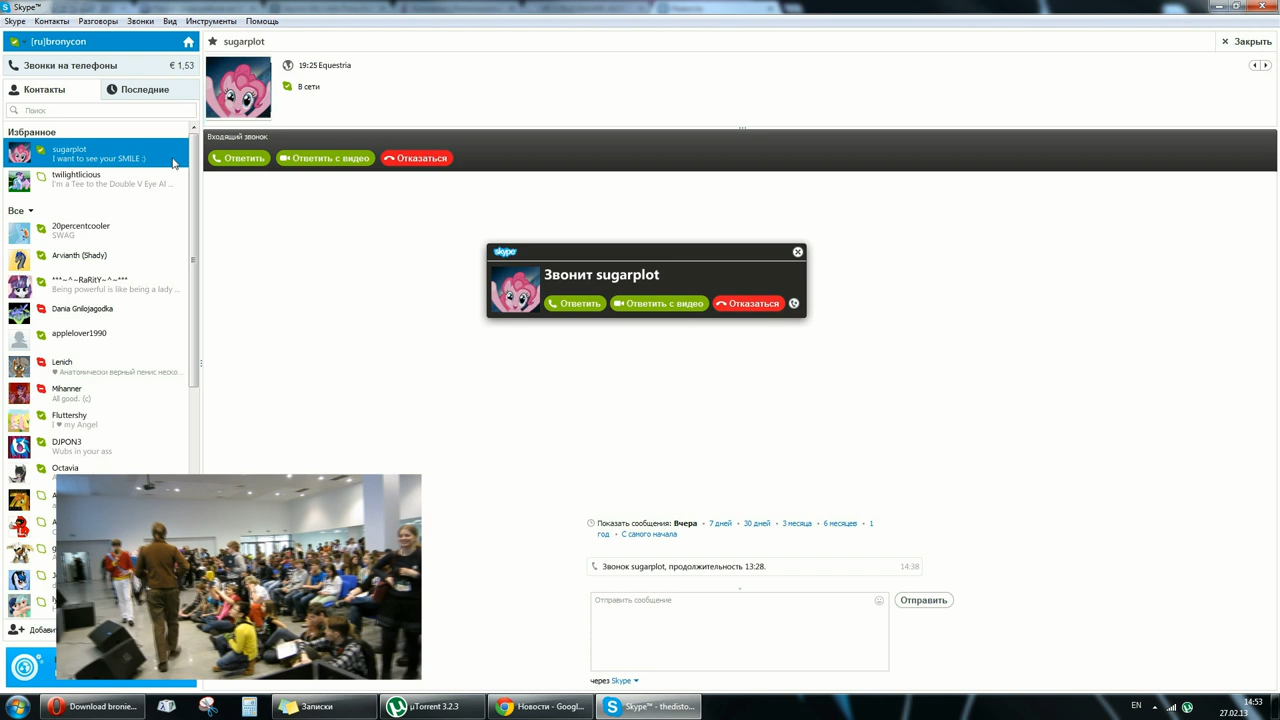 Skype™
Skype Контакты Разговоры Звонки Вид Инструменты Помощь
[ru]bronycon
Звонки на телефоны € 1,53
Контакты Последние
Поиск
Избранное
sugarplot
I want to see your SMILE :)
twilightlicious
I'm a Tee to the Double V Eye AI ...
Все
20percentcooler
SWAG
Arvianth (Shady)
***~^~RaRitY~^~***
Being powerful is like being a lady ...
Dania Gnilojagodka
applelover1990
Lenich
♥ Анатомически верный пенис неско...
Mihanner
All good. (c)
Fluttershy
I ♥ my Angel
DJPON3
Wubs in your ass
Octavia
Добави
sugarplot
Закрыть
19:25 Equestria
В сети
Входящий звонок
Ответить Ответить с видео Отказаться
skype
Звонит sugarplot
Ответить Ответить с видео Отказаться
Показать сообщения: Вчера • 7 дней • 30 дней • 3 месяца • 6 месяцев • 1
год • С самого начала
Звонок sugarplot, продолжительность 13:28. 14:38
Отправить сообщение
Отправить
через Skype
Download bronie... Записки µTorrent 3.2.3 Новости - Googl... Skype™ - thedisto... EN 14:53
27.02.13